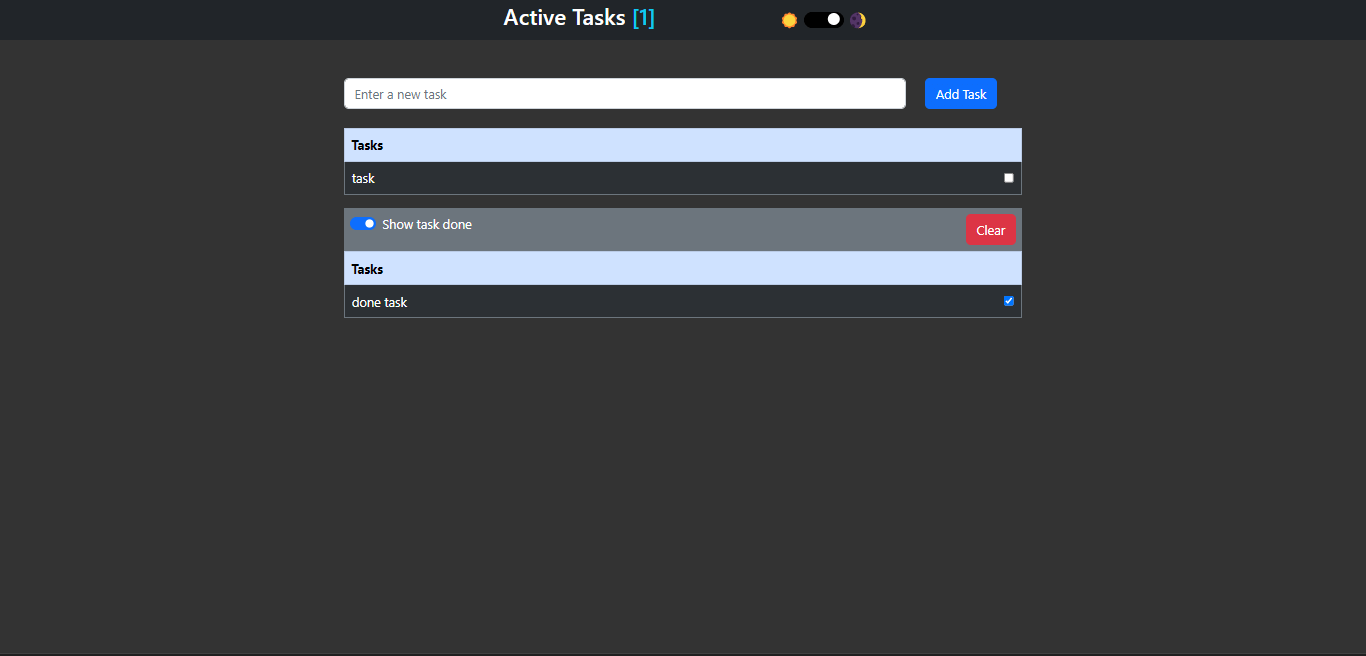 Active Tasks [1]
Enter a new task
Add Task
Tasks
task
Show task done
Clear
Tasks
done task